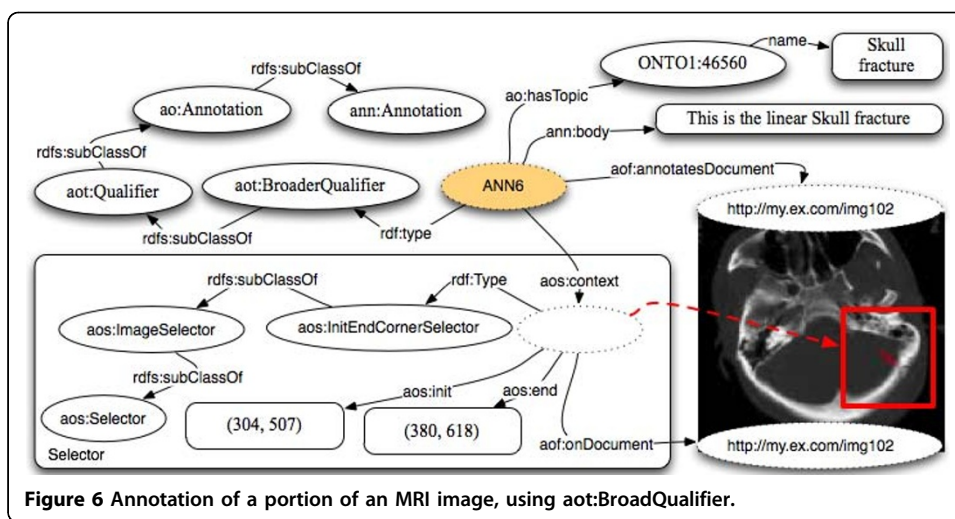 name
Skull
fracture
ONTO1:46560
rdfs:subClassOf
ao:hasTopic
ao:Annotation
ann:Annotation
This is the linear Skull fracture
ann:body
rdfs:subClassOf
aof:annotatesDocument
aot:Qualifier
aot:BroaderQualifier
ANN6
http://my.ex.com/img102
rdfs:subClassOf
rdf:type
rdfs:subClassOf
rdf:Type
aos:context
aos:ImageSelector
aos:InitEndCornerSelector
rdfs:subClassOf
aos:init
aos:end
aos:Selector
(304, 507)
(380, 618)
aof:onDocument
http://my.ex.com/img102
Selector
Figure 6 Annotation of a portion of an MRI image, using aot:BroadQualifier.